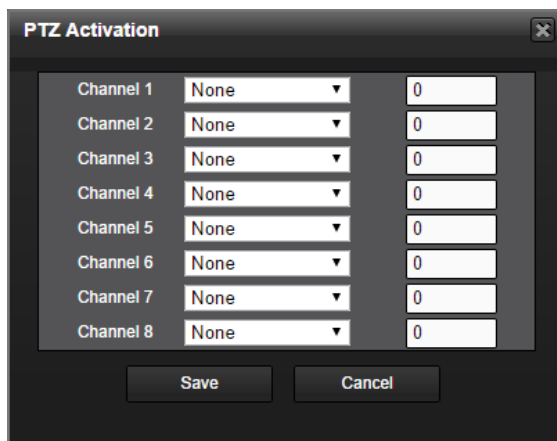 PTZ Activation
Channel 1 None 0
Channel 2 None 0
Channel 3 None 0
Channel 4 None 0
Channel 5 None 0
Channel 6 None 0
Channel 7 None 0
Channel 8 None 0
Save Cancel